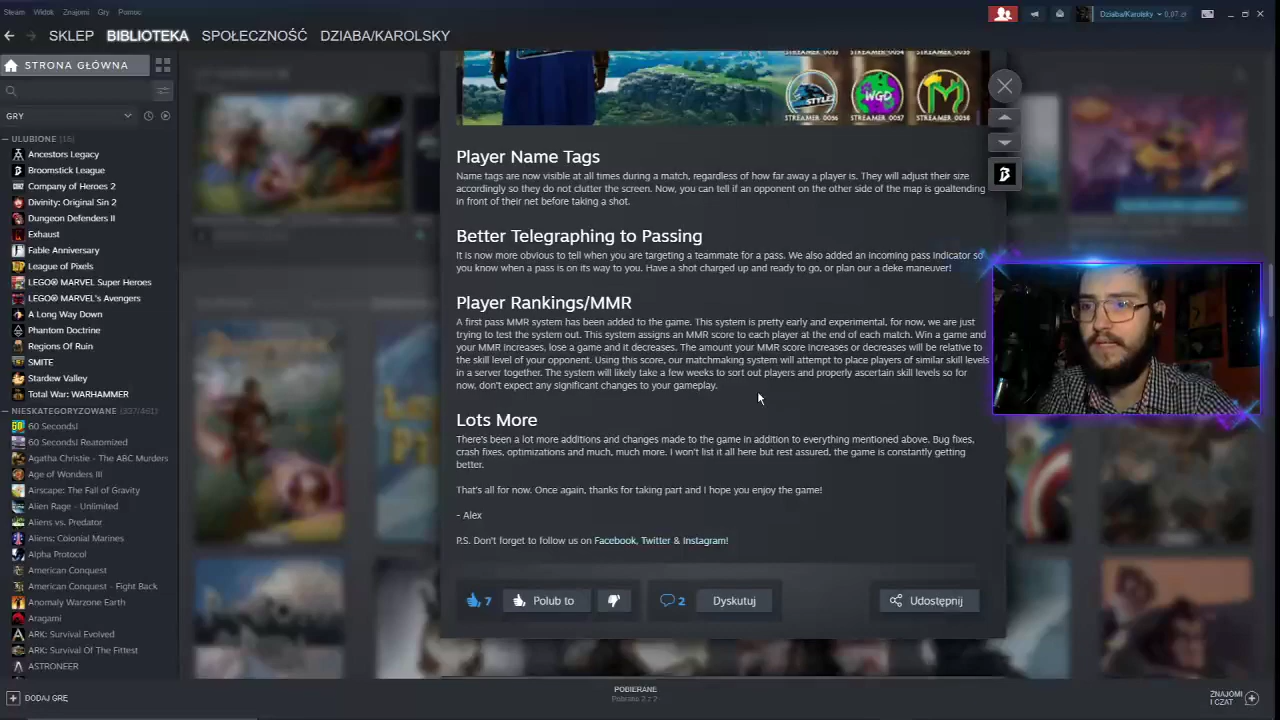 Steam Widok Znajomi Gry Pomoc
Dziaba/Karolsky 0,07 zł
SKLEP BIBLIOTEKA SPOŁECZNOŚĆ DZIABA/KAROLSKY
STRONA GŁÓWNA
GRY
ULUBIONE (16)
Ancestors Legacy
Broomstick League
Company of Heroes 2
Divinity: Original Sin 2
Dungeon Defenders II
Exhaust
Fable Anniversary
League of Pixels
LEGO® MARVEL Super Heroes
LEGO® MARVEL's Avengers
A Long Way Down
Phantom Doctrine
Regions Of Ruin
SMITE
Stardew Valley
Total War: WARHAMMER
NIESKATEGORYZOWANE (337/461)
60 Seconds!
60 Seconds! Reatomized
Agatha Christie - The ABC Murders
Age of Wonders III
Airscape: The Fall of Gravity
Alien Rage - Unlimited
Aliens vs. Predator
Aliens: Colonial Marines
Alpha Protocol
American Conquest
American Conquest - Fight Back
Anomaly Warzone Earth
Aragami
ARK: Survival Evolved
ARK: Survival Of The Fittest
ASTRONEER
DODAJ GRĘ
STYLES WGD M
STREAMER_0056 STREAMER_0057 STREAMER_0058
Player Name Tags
Name tags are now visible at all times during a match, regardless of how far away a player is. They will adjust their size
accordingly so they do not clutter the screen. Now, you can tell if an opponent on the other side of the map is goaltending
in front of their net before taking a shot.
Better Telegraphing to Passing
It is now more obvious to tell when you are targeting a teammate for a pass. We also added an incoming pass indicator so
you know when a pass is on its way to you. Have a shot charged up and ready to go, or plan our a deke maneuver!
Player Rankings/MMR
A first pass MMR system has been added to the game. This system is pretty early and experimental, for now, we are just
trying to test the system out. This system assigns an MMR score to each player at the end of each match. Win a game and
your MMR increases, lose a game and it decreases. The amount your MMR score increases or decreases will be relative to
the skill level of your opponent. Using this score, our matchmaking system will attempt to place players of similar skill levels
in a server together. The system will likely take a few weeks to sort out players and properly ascertain skill levels so for
now, don't expect any significant changes to your gameplay.
Lots More
There's been a lot more additions and changes made to the game in addition to everything mentioned above. Bug fixes,
crash fixes, optimizations and much, much more. I won't list it all here but rest assured, the game is constantly getting
better.
That's all for now. Once again, thanks for taking part and I hope you enjoy the game!
- Alex
P.S. Don't forget to follow us on Facebook, Twitter & Instagram!
7 Polub to 2 Dyskutuj Udostępnij
POBIERANE
Pobrano 2 z 2
ZNAJOMI
I CZAT